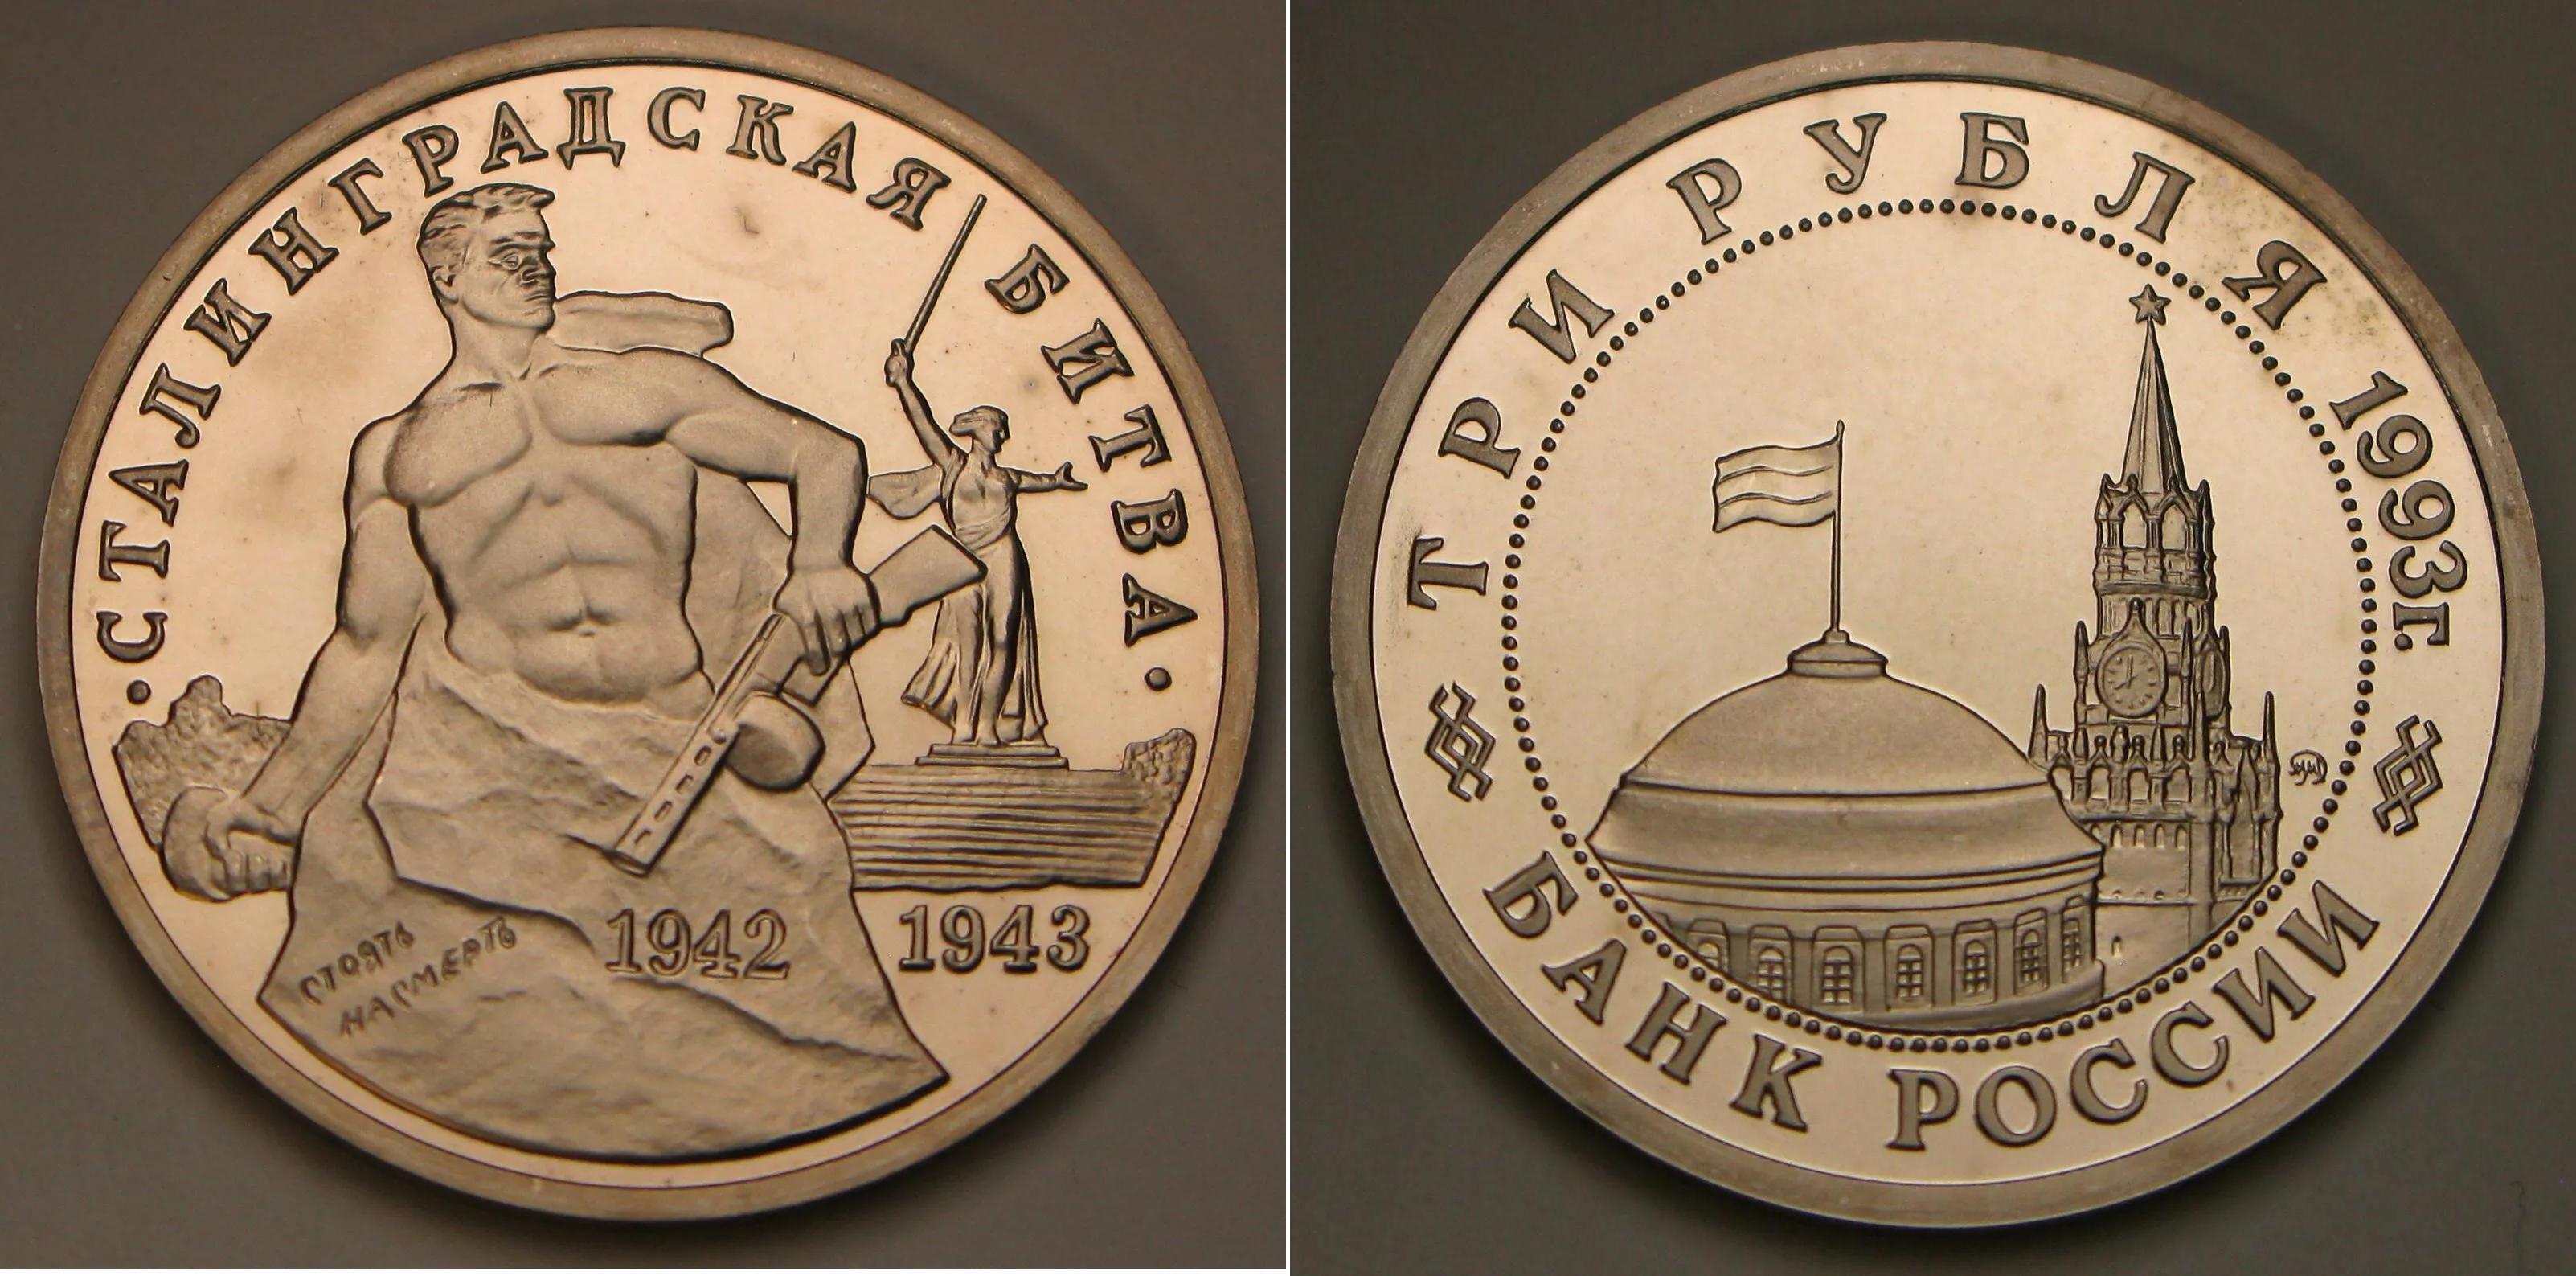 ·СТАЛИНГРАДСКАЯ БИТВА·
СТОЯТЬ
НАСМЕРТЬ
1942 1943
ТРИ РУБЛЯ 1993г.
БАНК РОССИИ